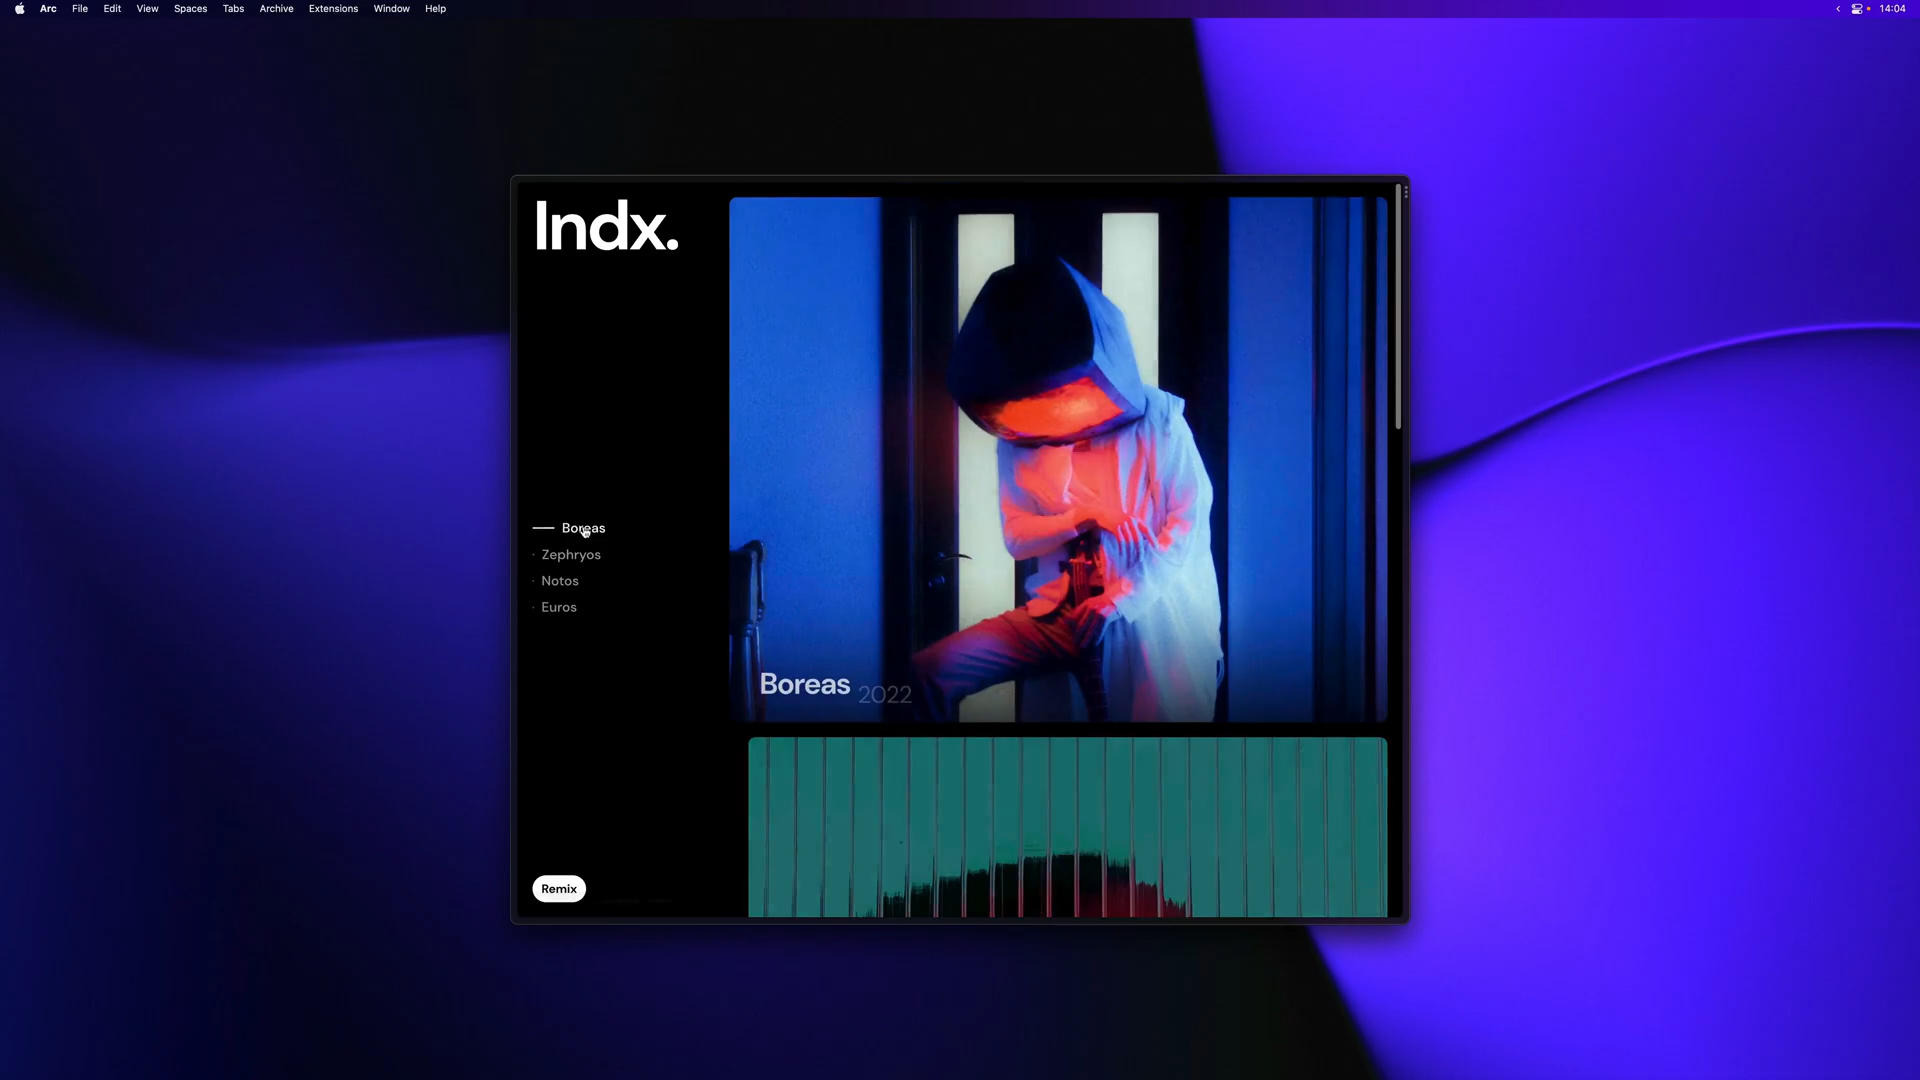 Arc File Edit View Spaces Tabs Archive Extensions Window Help 14:04
Indx.
Boreas
Zephryos
Notos
Euros
Boreas 2022
Remix